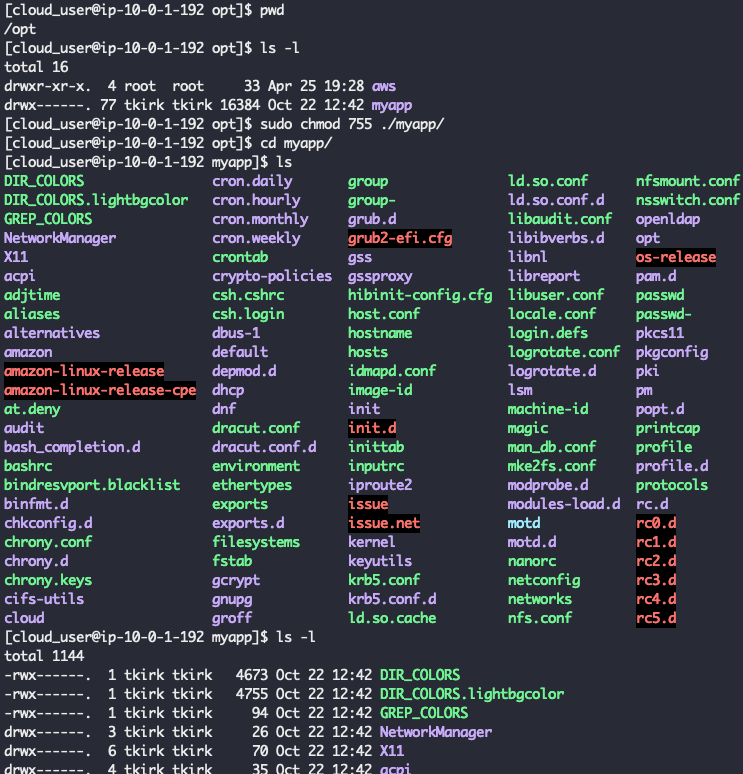 [cloud_user@ip-10-0-1-192 opt]$ pwd
/opt
[cloud_user@ip-10-0-1-192 opt]$ ls -l
total 16
drwxr-xr-x.  4 root  root     33 Apr 25 19:28 aws
drwx------. 77 tkirk tkirk 16384 Oct 22 12:42 myapp
[cloud_user@ip-10-0-1-192 opt]$ sudo chmod 755 ./myapp/
[cloud_user@ip-10-0-1-192 opt]$ cd myapp/
[cloud_user@ip-10-0-1-192 myapp]$ ls
DIR_COLORS cron.daily group ld.so.conf nfsmount.conf
DIR_COLORS.lightbgcolor cron.hourly group- ld.so.conf.d nsswitch.conf
GREP_COLORS cron.monthly grub.d libaudit.conf openldap
NetworkManager cron.weekly grub2-efi.cfg libibverbs.d opt
X11 crontab gss libnl os-release
acpi crypto-policies gssproxy libreport pam.d
adjtime csh.cshrc hibinit-config.cfg libuser.conf passwd
aliases csh.login host.conf locale.conf passwd-
alternatives dbus-1 hostname login.defs pkcs11
amazon default hosts logrotate.conf pkgconfig
amazon-linux-release depmod.d idmapd.conf logrotate.d pki
amazon-linux-release-cpe dhcp image-id lsm pm
at.deny dnf init machine-id popt.d
audit dracut.conf init.d magic printcap
bash_completion.d dracut.conf.d inittab man_db.conf profile
bashrc environment inputrc mke2fs.conf profile.d
bindresvport.blacklist ethertypes iproute2 modprobe.d protocols
binfmt.d exports issue modules-load.d rc.d
chkconfig.d exports.d issue.net motd rc0.d
chrony.conf filesystems kernel motd.d rc1.d
chrony.d fstab keyutils nanorc rc2.d
chrony.keys gcrypt krb5.conf netconfig rc3.d
cifs-utils gnupg krb5.conf.d networks rc4.d
cloud groff ld.so.cache nfs.conf rc5.d
[cloud_user@ip-10-0-1-192 myapp]$ ls -l
total 1144
-rwx------.  1 tkirk tkirk   4673 Oct 22 12:42 DIR_COLORS
-rwx------.  1 tkirk tkirk   4755 Oct 22 12:42 DIR_COLORS.lightbgcolor
-rwx------.  1 tkirk tkirk     94 Oct 22 12:42 GREP_COLORS
drwx------.  3 tkirk tkirk     26 Oct 22 12:42 NetworkManager
drwx------.  6 tkirk tkirk     70 Oct 22 12:42 X11
drwx------.  4 tkirk tkirk     35 Oct 22 12:42 acpi